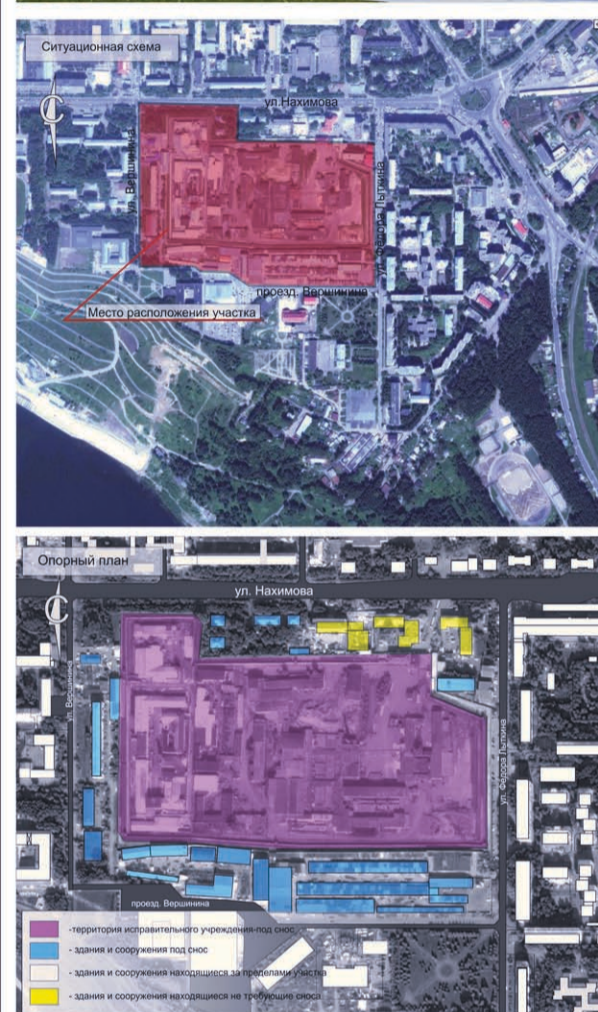 Ситуационная схема
С
ул.Нахимова
ул. Вершинина
ул. Федора Лыткина
проезд. Вершинина
Место расположения участка
Опорный план
С
ул. Нахимова
ул. Вершинина
ул. Федора Лыткина
проезд. Вершинина
-территория исправительного учреждения-под снос
- здания и сооружения под снос
- здания и сооружения находящиеся за пределами участка
- здания и сооружения находящиеся не трубующие сноса